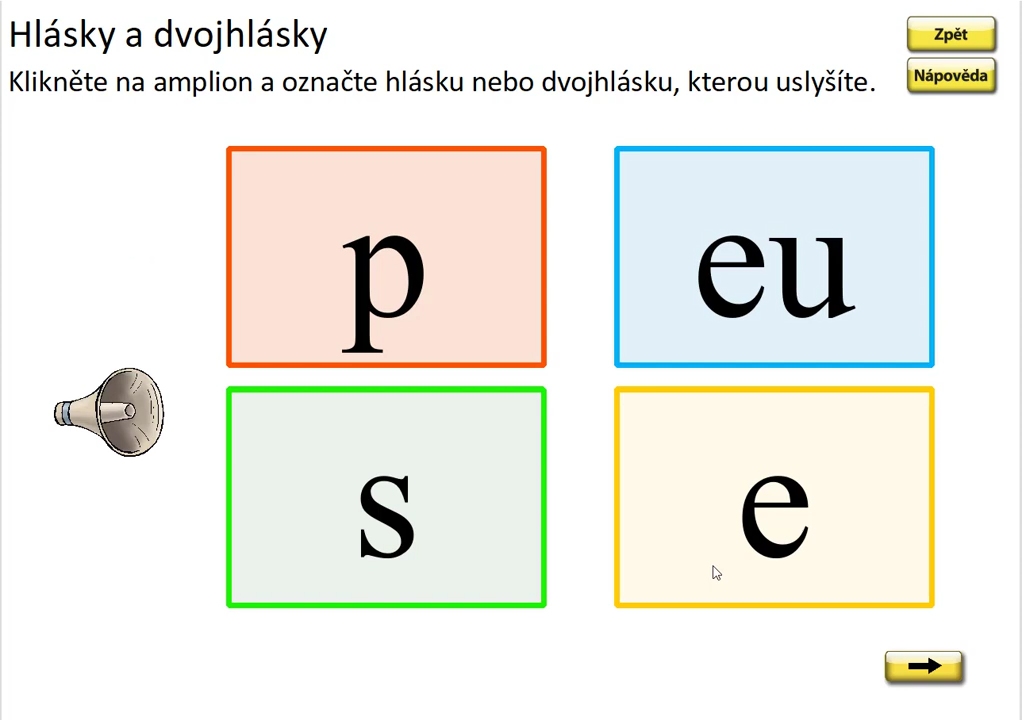 Hlásky a dvojhlásky
Zpět
Klikněte na amplion a označte hlásku nebo dvojhlásku, kterou uslyšíte.
Nápověda
p
eu
s
e